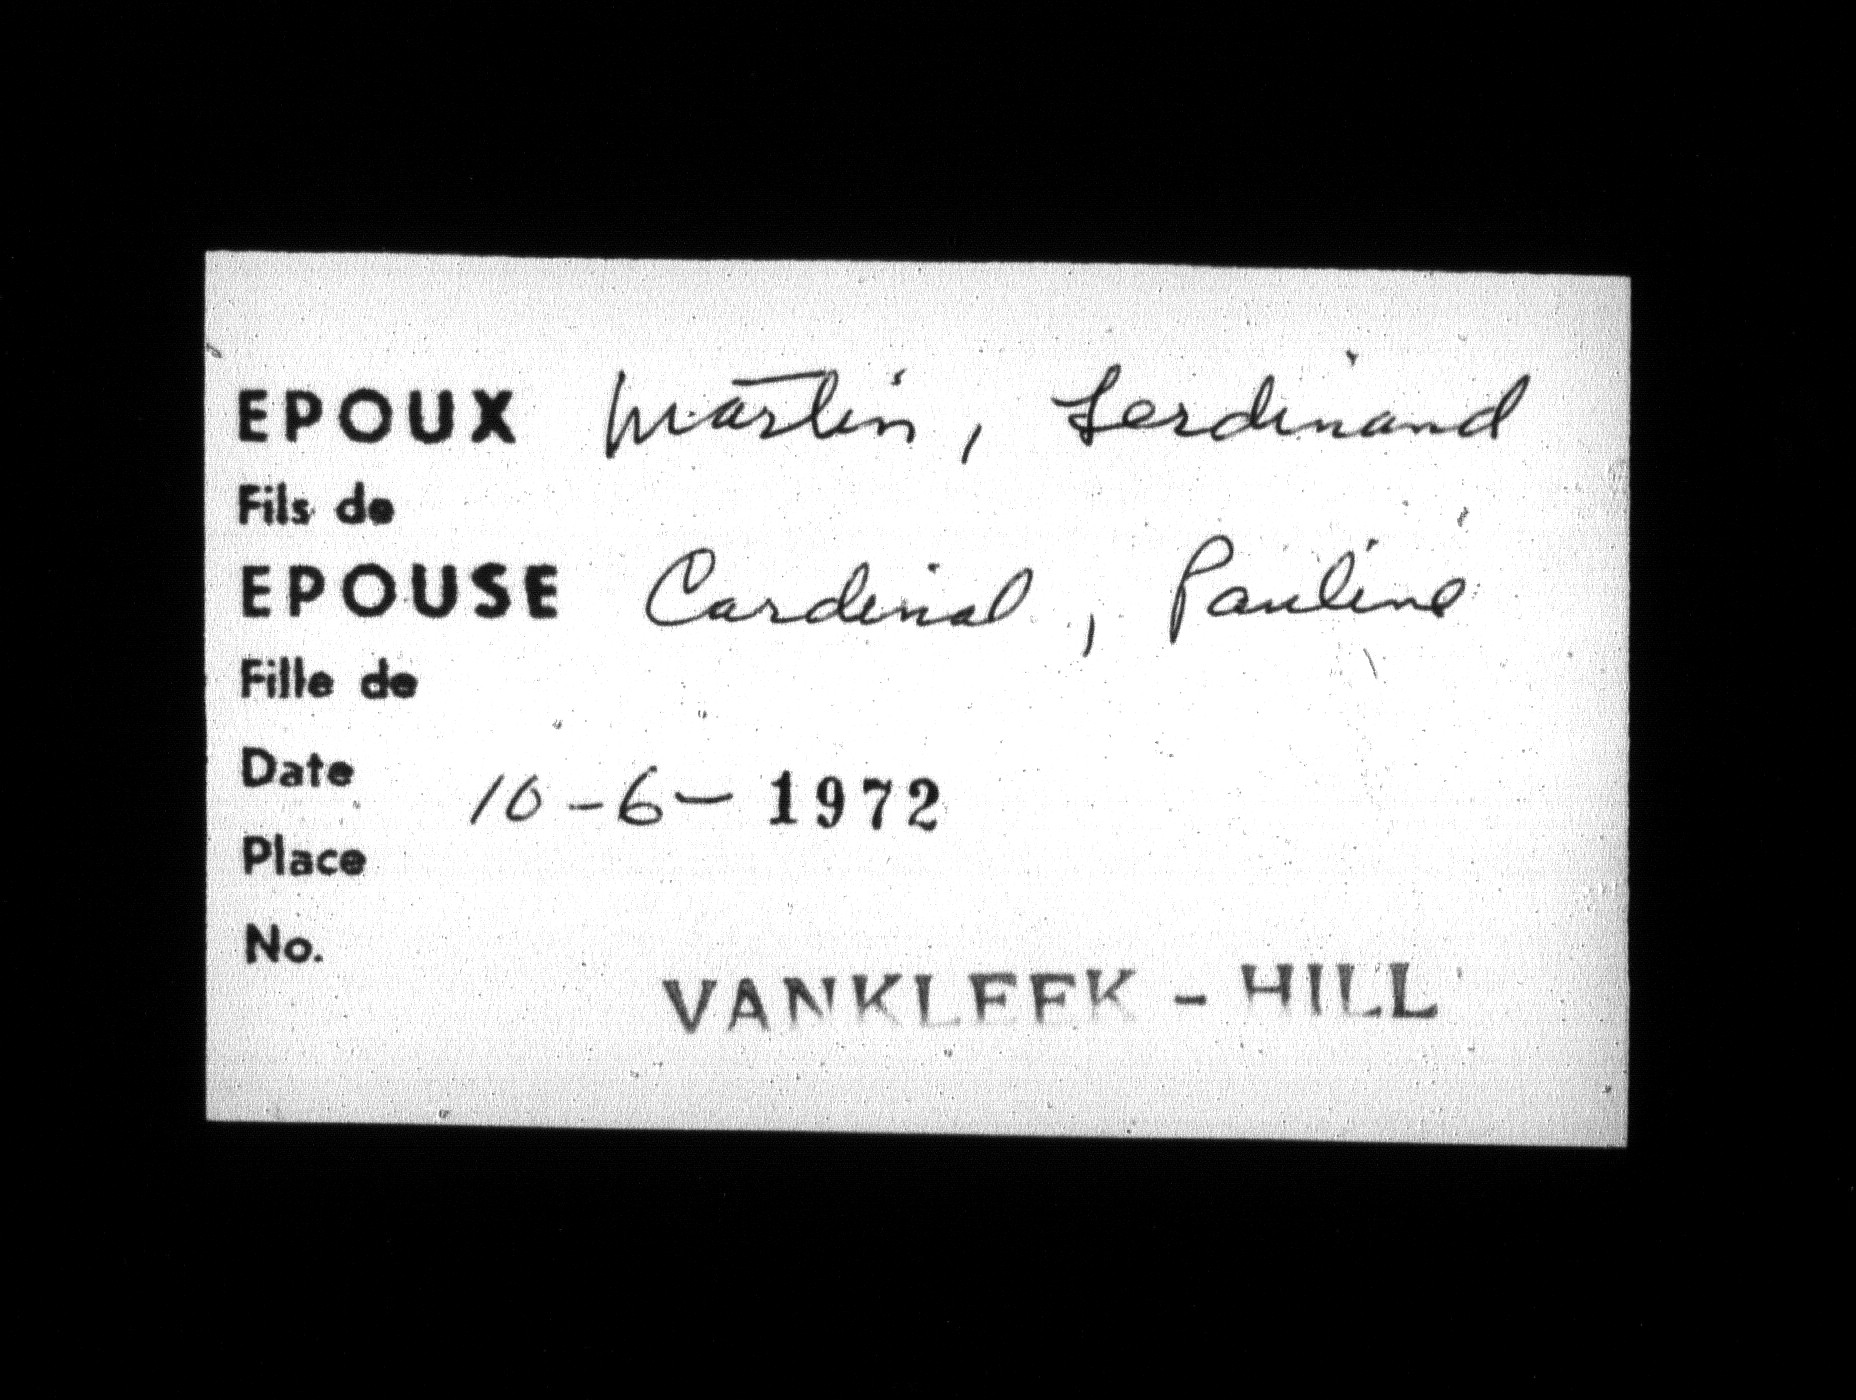 EPOUX Martin, Ferdinand
Fils de
EPOUSE Cardinal, Pauline
Fille de
Date 10-6-1972
Place
No.
VANKLEEK - HILL